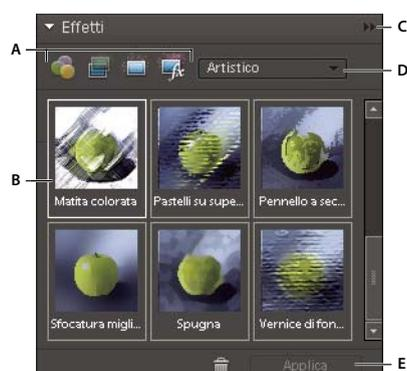 Effetti
C
A
Artistico
D
B
Matita colorata Pastelli su supe... Pennello a sec...
Sfocatura migli... Spugna Vernice di fon...
Applica
E